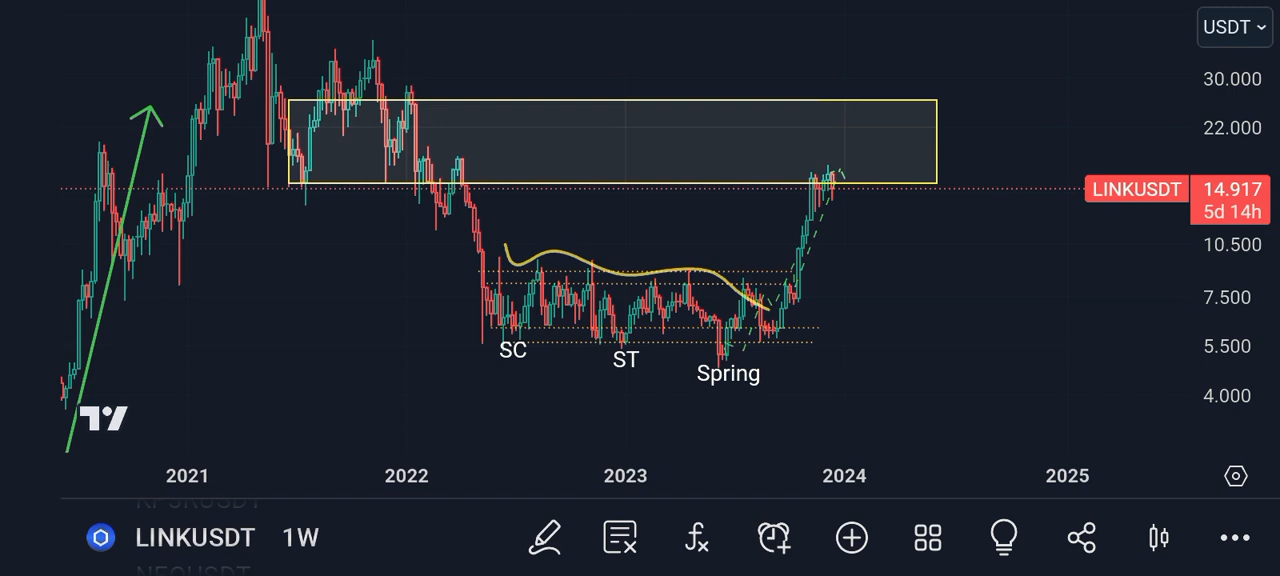 USDT
30.000
22.000
LINKUSDT 14.917
5d 14h
10.500
7.500
5.500
4.000
SC
ST
Spring
2021 2022 2023 2024 2025
LINKUSDT 1W